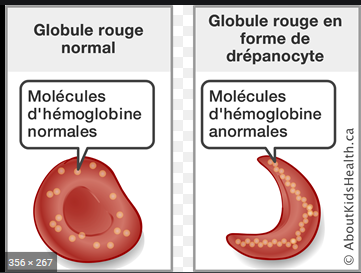 Globule rouge
normal
Molécules
d'hémoglobine
normales
Globule rouge en
forme de
drépanocyte
Molécules
d'hémoglobine
anormales
© AboutKidsHealth.ca
356 × 267